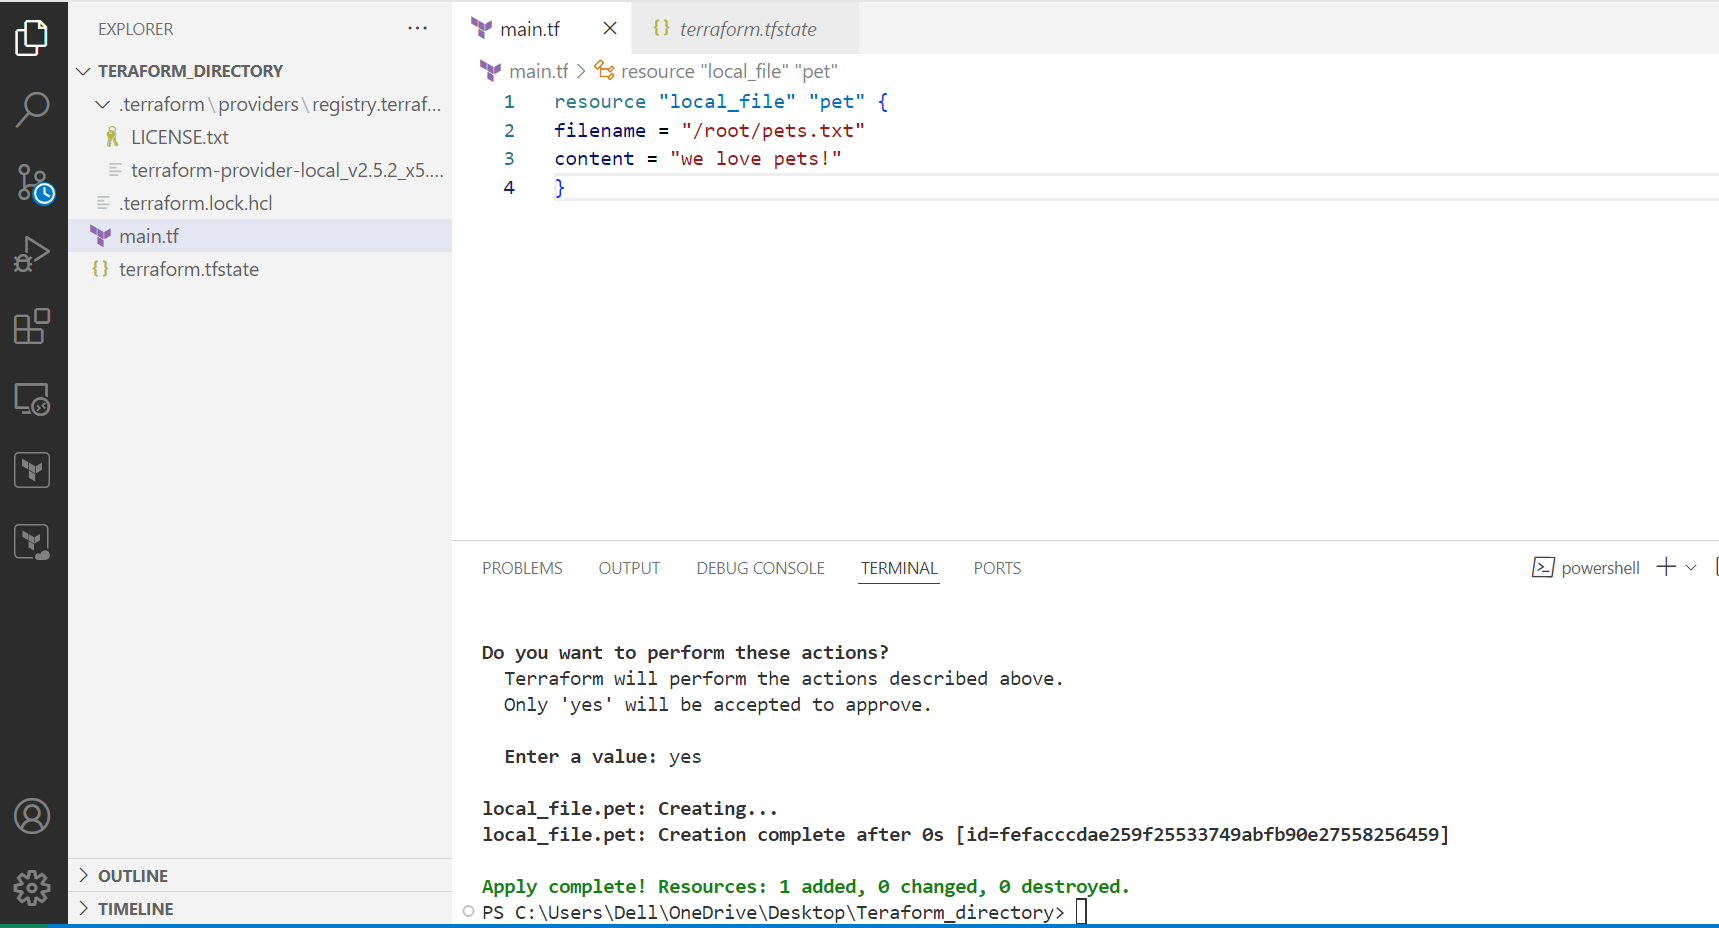 EXPLORER
TERAFORM_DIRECTORY
.terraform\providers\registry.terraf...
LICENSE.txt
terraform-provider-local_v2.5.2_x5....
.terraform.lock.hcl
main.tf
terraform.tfstate
OUTLINE
TIMELINE
main.tf
terraform.tfstate
main.tf > resource "local_file" "pet"
1 resource "local_file" "pet" {
2 filename = "/root/pets.txt"
3 content = "we love pets!"
4 }
PROBLEMS OUTPUT DEBUG CONSOLE TERMINAL PORTS
powershell
Do you want to perform these actions?
Terraform will perform the actions described above.
Only 'yes' will be accepted to approve.
Enter a value: yes
local_file.pet: Creating...
local_file.pet: Creation complete after 0s [id=fefacccdae259f25533749abfb90e27558256459]
Apply complete! Resources: 1 added, 0 changed, 0 destroyed.
PS C:\Users\Dell\OneDrive\Desktop\Teraform_directory>